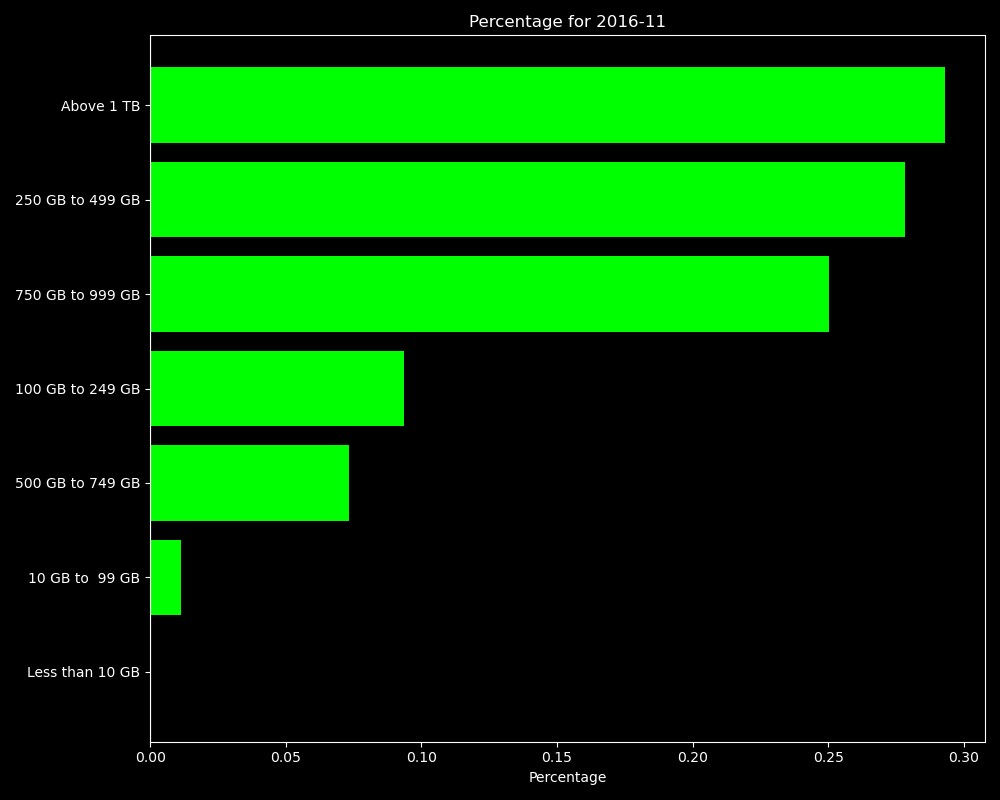 Percentage for 2016-11
Above 1 TB
250 GB to 499 GB
750 GB to 999 GB
100 GB to 249 GB
500 GB to 749 GB
10 GB to  99 GB
Less than 10 GB
0.00 0.05 0.10 0.15 0.20 0.25 0.30
Percentage